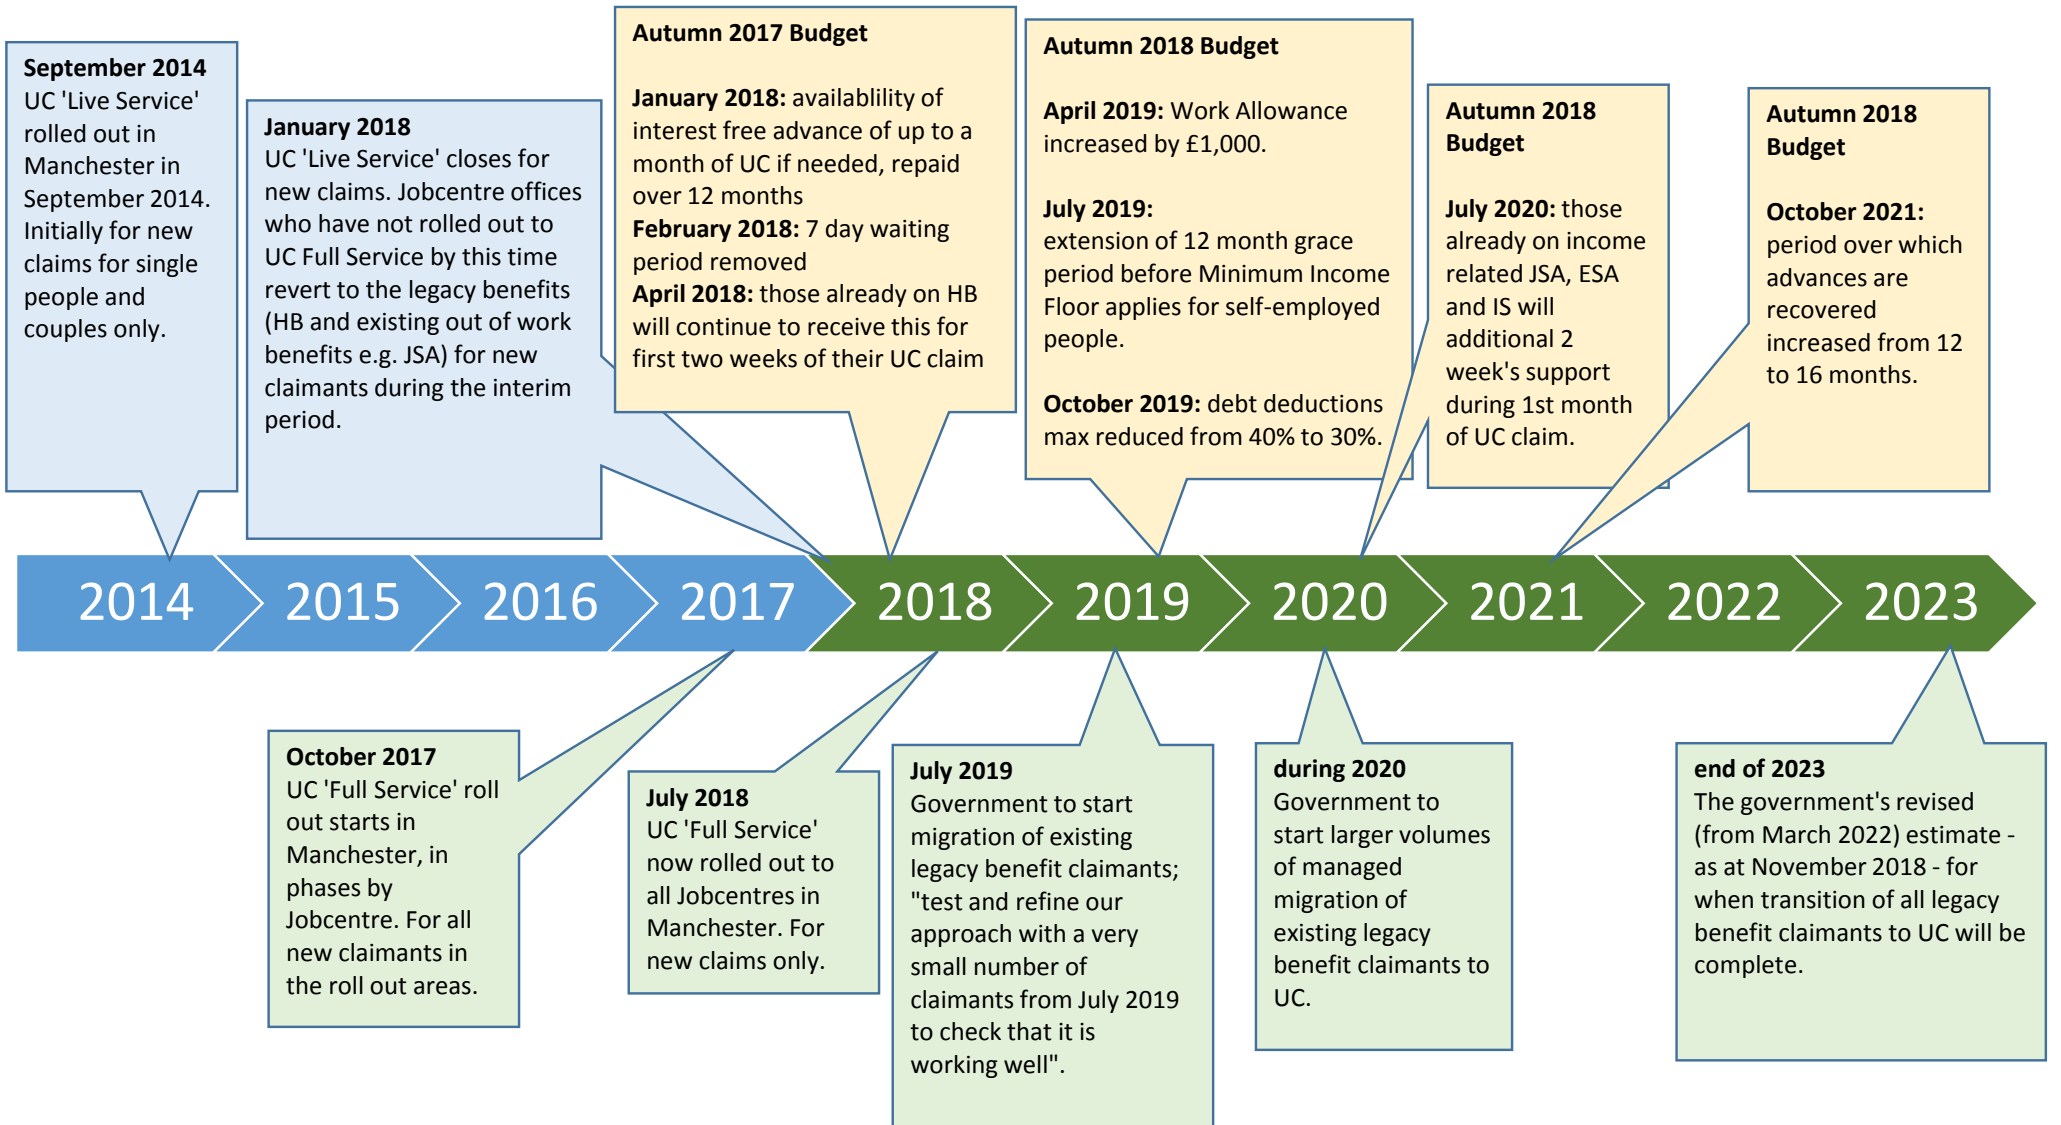 September 2014
UC 'Live Service'
rolled out in
Manchester in
September 2014.
Initially for new
claims for single
people and
couples only.
January 2018
UC 'Live Service' closes for
new claims. Jobcentre offices
who have not rolled out to
UC Full Service by this time
revert to the legacy benefits
(HB and existing out of work
benefits e.g. JSA) for new
claimants during the interim
period.
Autumn 2017 Budget
January 2018: availablility of
interest free advance of up to a
month of UC if needed, repaid
over 12 months
February 2018: 7 day waiting
period removed
April 2018: those already on HB
will continue to receive this for
first two weeks of their UC claim
Autumn 2018 Budget
April 2019: Work Allowance
increased by £1,000.
July 2019:
extension of 12 month grace
period before Minimum Income
Floor applies for self-employed
people.
October 2019: debt deductions
max reduced from 40% to 30%.
Autumn 2018
Budget
July 2020: those
already on income
related JSA, ESA
and IS will
additional 2
week's support
during 1st month
of UC claim.
Autumn 2018
Budget
October 2021:
period over which
advances are
recovered
increased from 12
to 16 months.
2014
2015
2016
2017
2018
2019
2020
2021
2022
2023
October 2017
UC 'Full Service' roll
out starts in
Manchester, in
phases by
Jobcentre. For all
new claimants in
the roll out areas.
July 2018
UC 'Full Service'
now rolled out to
all Jobcentres in
Manchester. For
new claims only.
July 2019
Government to start
migration of existing
legacy benefit claimants;
"test and refine our
approach with a very
small number of
claimants from July 2019
to check that it is
working well".
during 2020
Government to
start larger volumes
of managed
migration of
existing legacy
benefit claimants to
UC.
end of 2023
The government's revised
(from March 2022) estimate -
as at November 2018 - for
when transition of all legacy
benefit claimants to UC will be
complete.